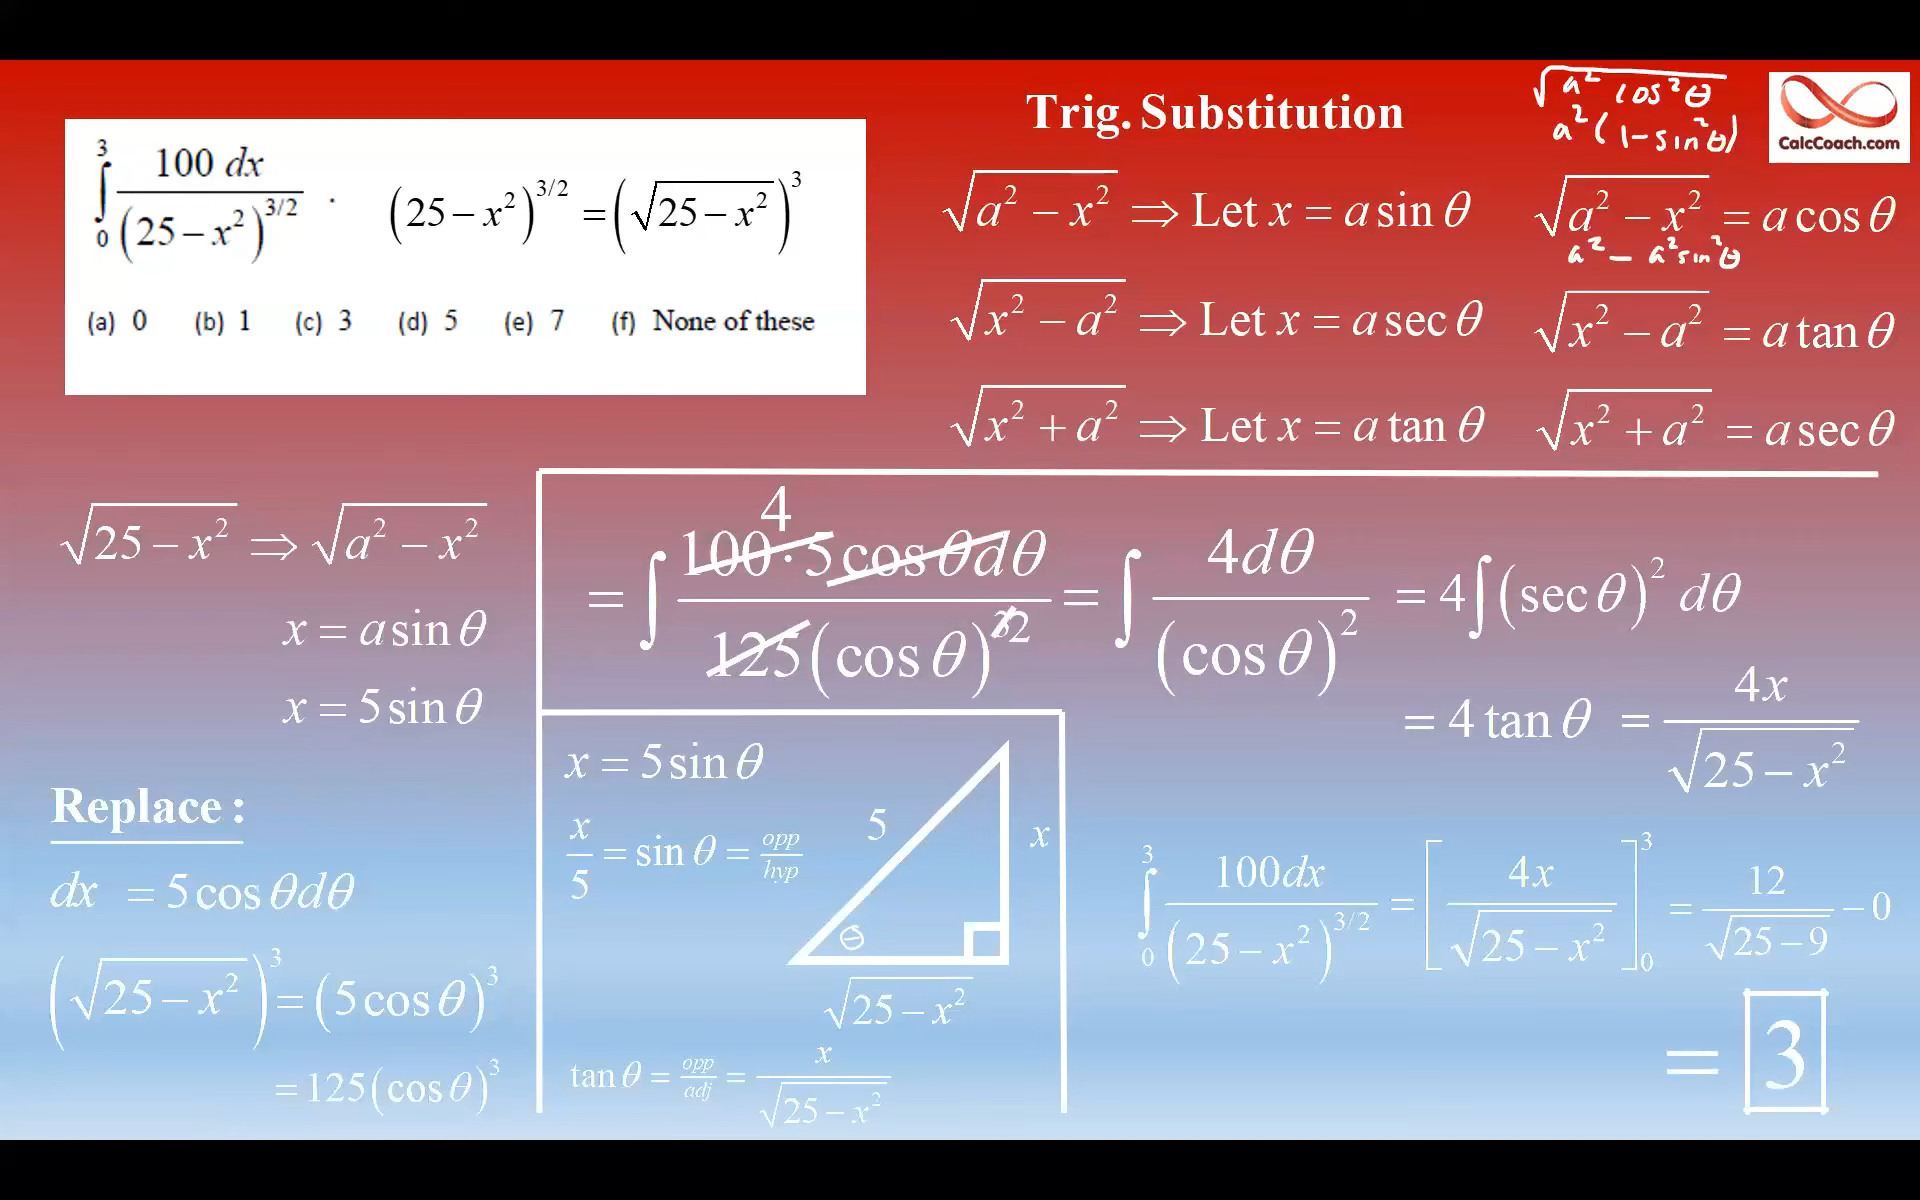 ∫₀³ 100 dx / (25 − x²)^{3/2} . (25 − x²)^{3/2} = (√(25 − x²))³
(a) 0 (b) 1 (c) 3 (d) 5 (e) 7 (f) None of these
Trig. Substitution
√(a² cos²θ)
a²(1 − sin²θ)
CalcCoach.com
√(a² − x²) ⇒ Let x = a sin θ √(a² − x²) = a cos θ
a² − a² sin²θ
√(x² − a²) ⇒ Let x = a sec θ √(x² − a²) = a tan θ
√(x² + a²) ⇒ Let x = a tan θ √(x² + a²) = a sec θ
√(25 − x²) ⇒ √(a² − x²)
x = a sin θ
x = 5 sin θ
Replace :
dx = 5 cos θ dθ
(√(25 − x²))³ = (5 cos θ)³
= 125 (cos θ)³
4
= ∫ 100 · 5 cos θ dθ / 125 (cos θ)^{3 2} = ∫ 4dθ / (cos θ)² = 4 ∫ (sec θ)² dθ
= 4 tan θ = 4x / √(25 − x²)
x = 5 sin θ
x/5 = sin θ = opp/hyp
5
x
θ
√(25 − x²)
tan θ = opp/adj = x / √(25 − x²)
∫₀³ 100dx / (25 − x²)^{3/2} = [4x / √(25 − x²)]₀³ = 12 / √(25 − 9) − 0
= 3